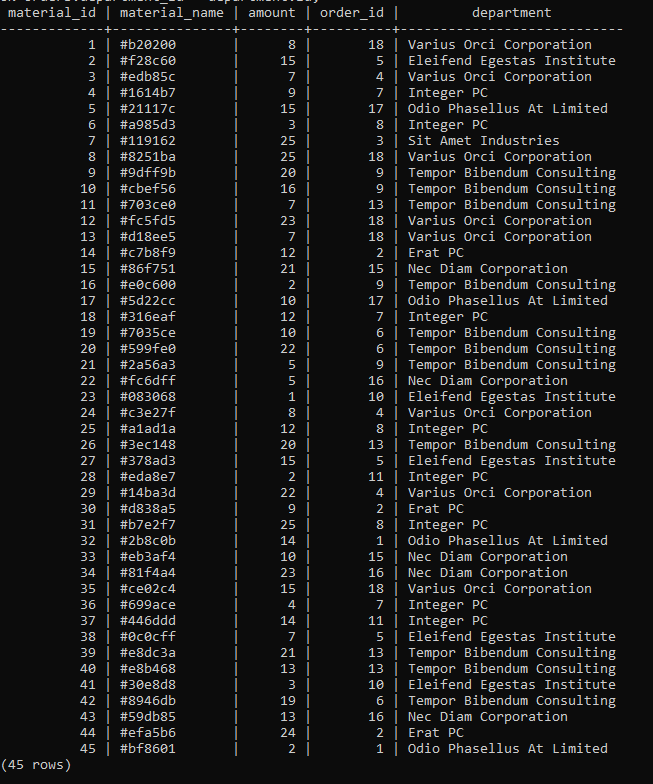 material_id | material_name | amount | order_id | department
-------------+---------------+--------+----------+----------------------------
1 | #b20200 | 8 | 18 | Varius Orci Corporation
2 | #f28c60 | 15 | 5 | Eleifend Egestas Institute
3 | #edb85c | 7 | 4 | Varius Orci Corporation
4 | #1614b7 | 9 | 7 | Integer PC
5 | #21117c | 15 | 17 | Odio Phasellus At Limited
6 | #a985d3 | 3 | 8 | Integer PC
7 | #119162 | 25 | 3 | Sit Amet Industries
8 | #8251ba | 25 | 18 | Varius Orci Corporation
9 | #9dff9b | 20 | 9 | Tempor Bibendum Consulting
10 | #cbef56 | 16 | 9 | Tempor Bibendum Consulting
11 | #703ce0 | 7 | 13 | Tempor Bibendum Consulting
12 | #fc5fd5 | 23 | 18 | Varius Orci Corporation
13 | #d18ee5 | 7 | 18 | Varius Orci Corporation
14 | #c7b8f9 | 12 | 2 | Erat PC
15 | #86f751 | 21 | 15 | Nec Diam Corporation
16 | #e0c600 | 2 | 9 | Tempor Bibendum Consulting
17 | #5d22cc | 10 | 17 | Odio Phasellus At Limited
18 | #316eaf | 12 | 7 | Integer PC
19 | #7035ce | 10 | 6 | Tempor Bibendum Consulting
20 | #599fe0 | 22 | 6 | Tempor Bibendum Consulting
21 | #2a56a3 | 5 | 9 | Tempor Bibendum Consulting
22 | #fc6dff | 5 | 16 | Nec Diam Corporation
23 | #083068 | 1 | 10 | Eleifend Egestas Institute
24 | #c3e27f | 8 | 4 | Varius Orci Corporation
25 | #a1ad1a | 12 | 8 | Integer PC
26 | #3ec148 | 20 | 13 | Tempor Bibendum Consulting
27 | #378ad3 | 15 | 5 | Eleifend Egestas Institute
28 | #eda8e7 | 2 | 11 | Integer PC
29 | #14ba3d | 22 | 4 | Varius Orci Corporation
30 | #d838a5 | 9 | 2 | Erat PC
31 | #b7e2f7 | 25 | 8 | Integer PC
32 | #2b8c0b | 14 | 1 | Odio Phasellus At Limited
33 | #eb3af4 | 10 | 15 | Nec Diam Corporation
34 | #81f4a4 | 23 | 16 | Nec Diam Corporation
35 | #ce02c4 | 15 | 18 | Varius Orci Corporation
36 | #699ace | 4 | 7 | Integer PC
37 | #446ddd | 14 | 11 | Integer PC
38 | #0c0cff | 7 | 5 | Eleifend Egestas Institute
39 | #e8dc3a | 21 | 13 | Tempor Bibendum Consulting
40 | #e8b468 | 13 | 13 | Tempor Bibendum Consulting
41 | #30e8d8 | 3 | 10 | Eleifend Egestas Institute
42 | #8946db | 19 | 6 | Tempor Bibendum Consulting
43 | #59db85 | 13 | 16 | Nec Diam Corporation
44 | #efa5b6 | 24 | 2 | Erat PC
45 | #bf8601 | 2 | 1 | Odio Phasellus At Limited
(45 rows)